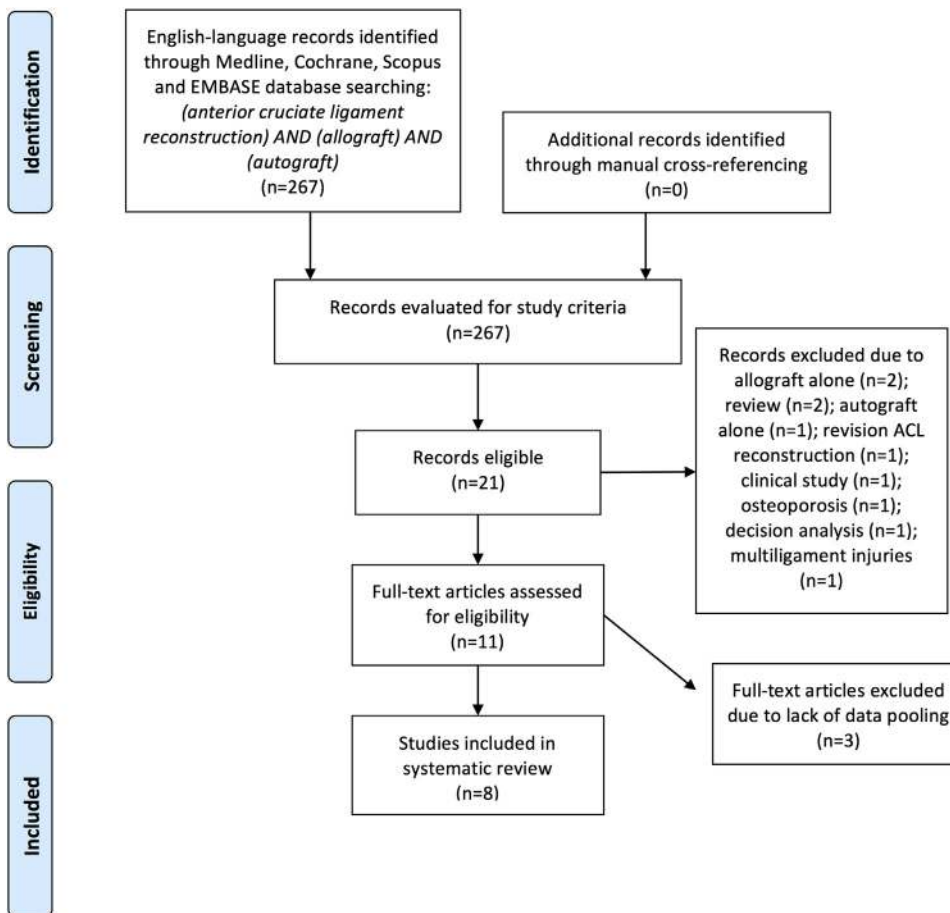 Identification
English-language records identified
through Medline, Cochrane, Scopus
and EMBASE database searching:
(anterior cruciate ligament
reconstruction) AND (allograft) AND
(autograft)
(n=267)
Additional records identified
through manual cross-referencing
(n=0)
Screening
Records evaluated for study criteria
(n=267)
Records excluded due to
allograft alone (n=2);
review (n=2); autograft
alone (n=1); revision ACL
reconstruction (n=1);
clinical study (n=1);
osteoporosis (n=1);
decision analysis (n=1);
multiligament injuries
(n=1)
Records eligible
(n=21)
Eligibility
Full-text articles assessed
for eligibility
(n=11)
Full-text articles excluded
due to lack of data pooling
(n=3)
Included
Studies included in
systematic review
(n=8)